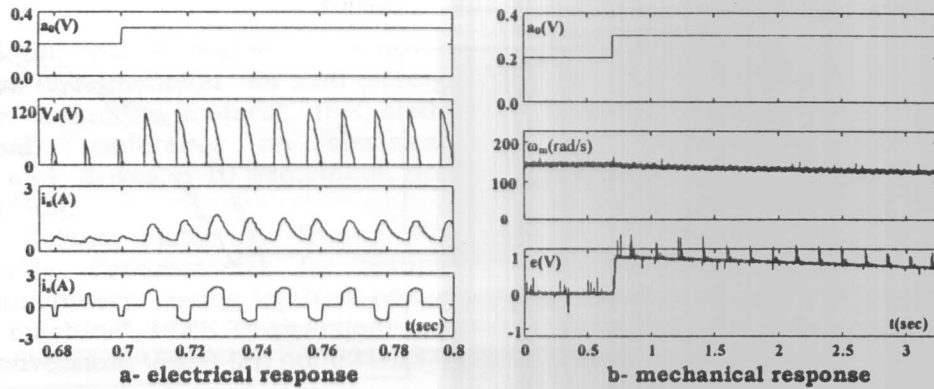 0.4
a₀(V)
0.2
0.0
120
V_d(V)
0
3
i_a(A)
0
3
i_s(A)
0
-3
t(sec)
0.68 0.7 0.72 0.74 0.76 0.78 0.8
a- electrical response
0.4
a₀(V)
0.2
0.0
200
ω_m(rad/s)
100
0
1
e(V)
0
-1
t(sec)
0 0.5 1 1.5 2 2.5 3
b- mechanical response